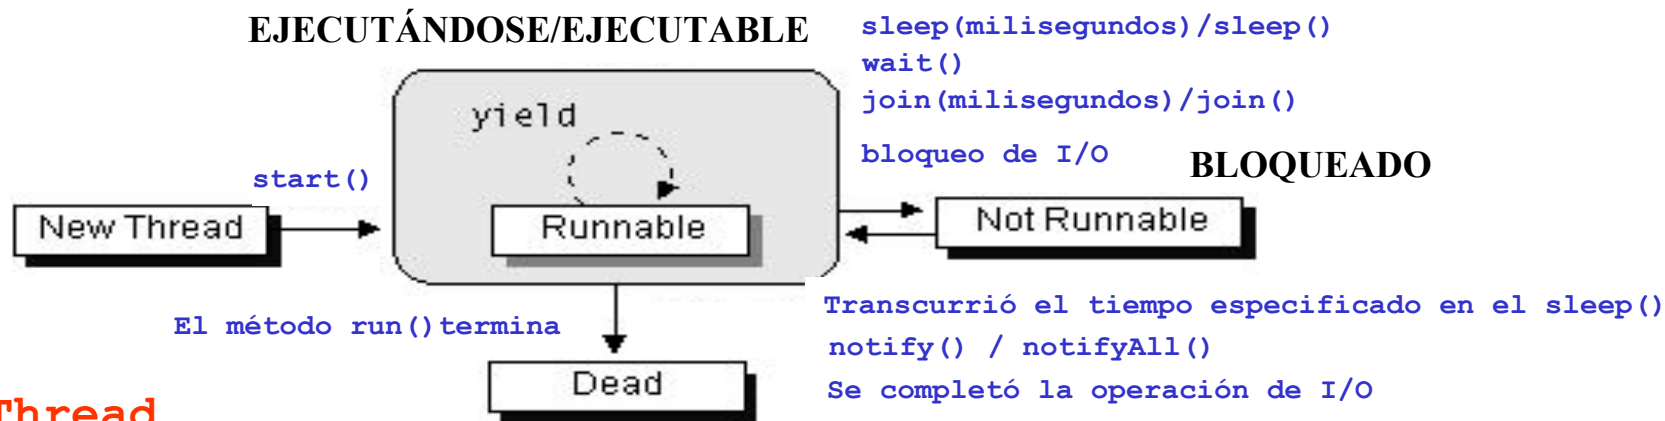 EJECUTÁNDOSE/EJECUTABLE
sleep(milisegundos)/sleep()
wait()
join(milisegundos)/join()
bloqueo de I/O
BLOQUEADO
yield
start()
New Thread
Runnable
Not Runnable
El método run()termina
Transcurrió el tiempo especificado en el sleep()
notify() / notifyAll()
Se completó la operación de I/O
Dead
Thread